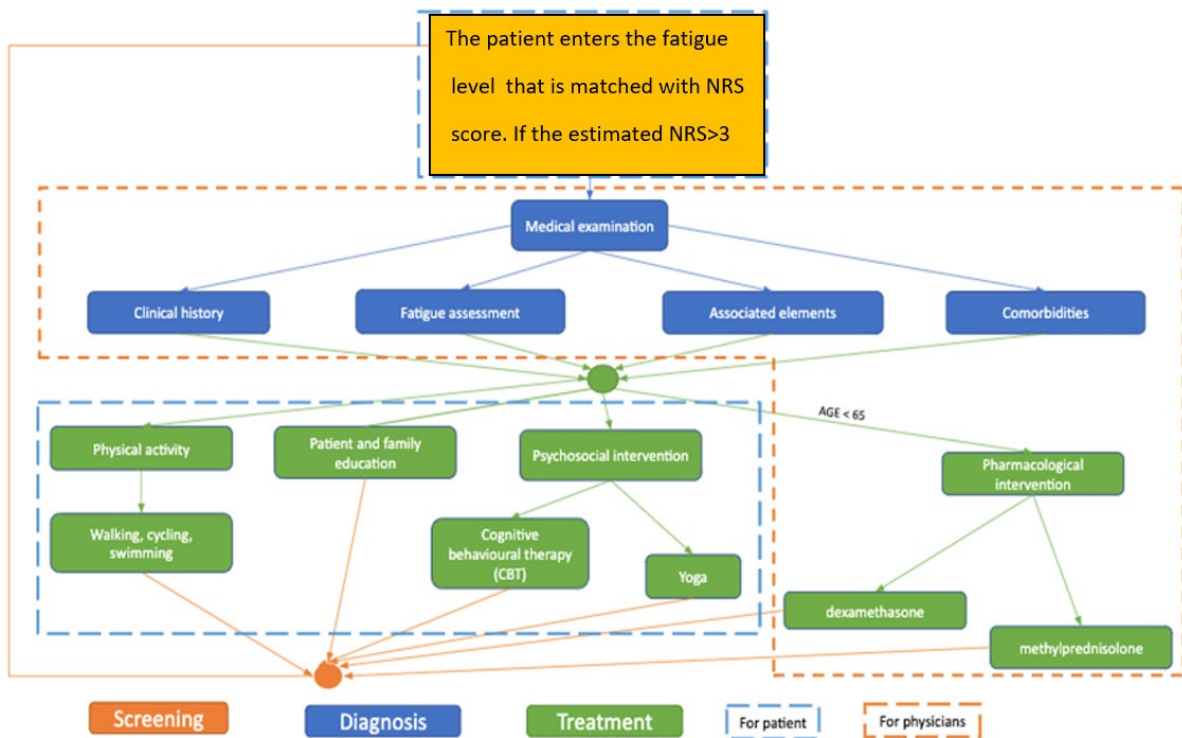 The patient enters the fatigue
level that is matched with NRS
score. If the estimated NRS>3
Medical examination
Clinical history
Fatigue assessment
Associated elements
Comorbidities
AGE < 65
Physical activity
Patient and family
education
Psychosocial intervention
Pharmacological
intervention
Walking, cycling,
swimming
Cognitive
behavioural therapy
(CBT)
Yoga
dexamethasone
methylprednisolone
Screening
Diagnosis
Treatment
For patient
For physicians